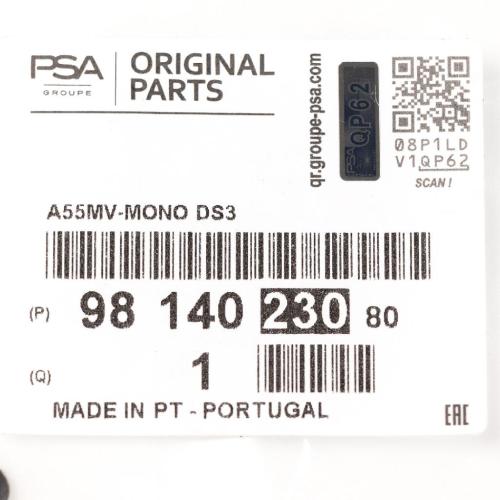 PSA
GROUPE
ORIGINAL
PARTS
qr.groupe-psa.com
PSA QP62
08P1LD
V1QP62
SCAN!
A55MV-MONO DS3
(P) 98 140 230 80
(Q) 1
MADE IN PT - PORTUGAL
EAC